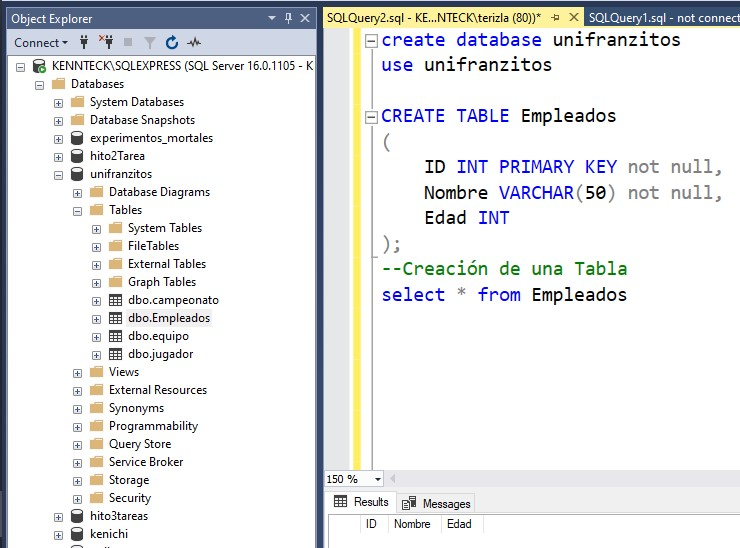 Object Explorer
Connect
KENNTECK\SQLEXPRESS (SQL Server 16.0.1105 - K
Databases
System Databases
Database Snapshots
experimentos_mortales
hito2Tarea
unifranzitos
Database Diagrams
Tables
System Tables
FileTables
External Tables
Graph Tables
dbo.campeonato
dbo.Empleados
dbo.equipo
dbo.jugador
Views
External Resources
Synonyms
Programmability
Query Store
Service Broker
Storage
Security
hito3tareas
kenichi
SQLQuery2.sql - KE...NTECK\terizla (80))*
SQLQuery1.sql - not connect
create database unifranzitos
use unifranzitos
CREATE TABLE Empleados
(
ID INT PRIMARY KEY not null,
Nombre VARCHAR(50) not null,
Edad INT
);
--Creación de una Tabla
select * from Empleados
150 %
Results
Messages
ID Nombre Edad